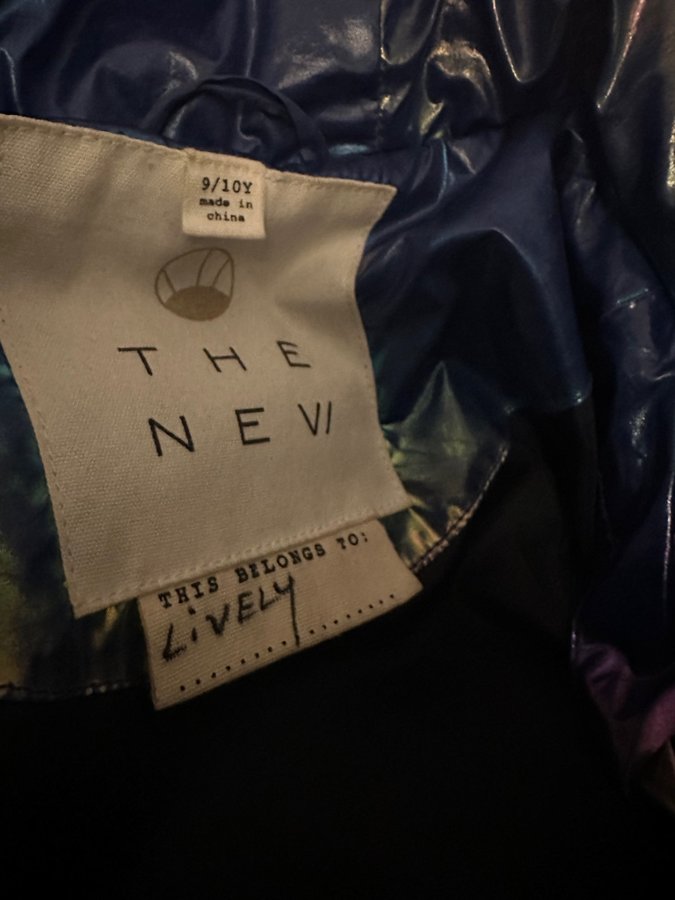 9/10Y
made in
china
THE
NEW
THIS BELONGS TO:
LiVELY